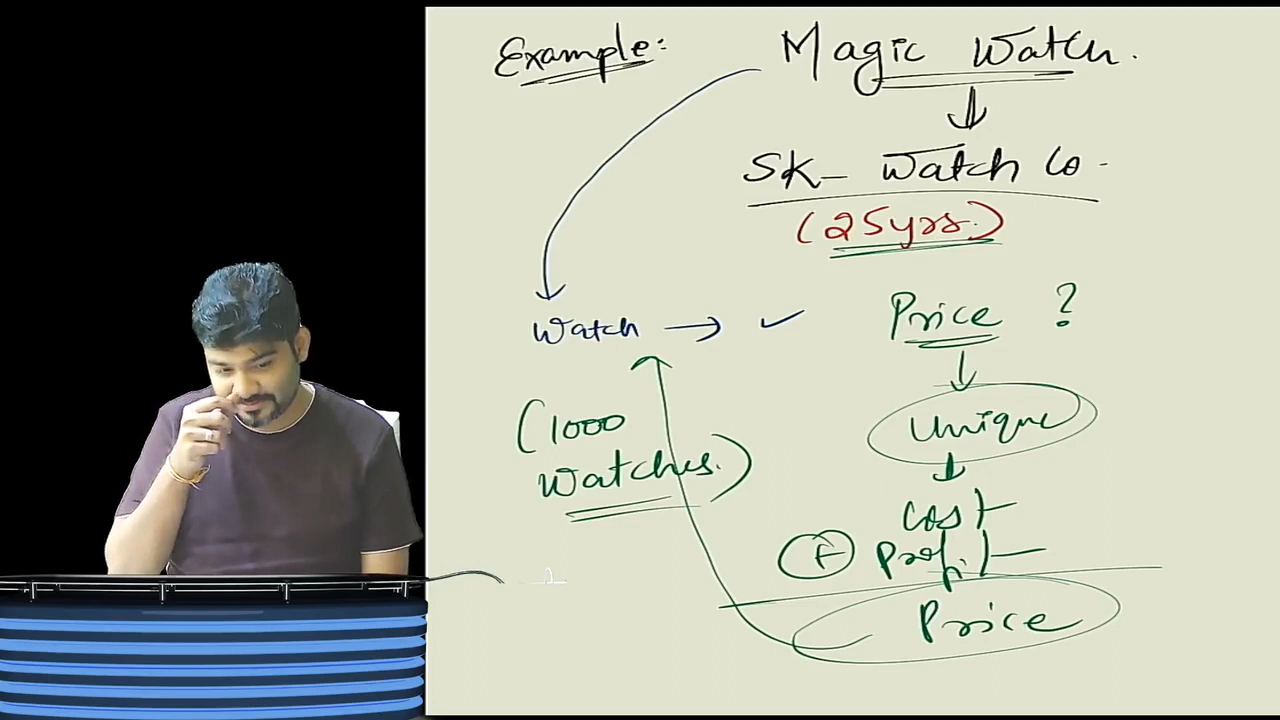 Example: Magic Watch.
SK- Watch Co.
(25yrs.)
Watch → ✓ Price ?
Unique
(1000
Watches.)
Cost
+ Profit
Price